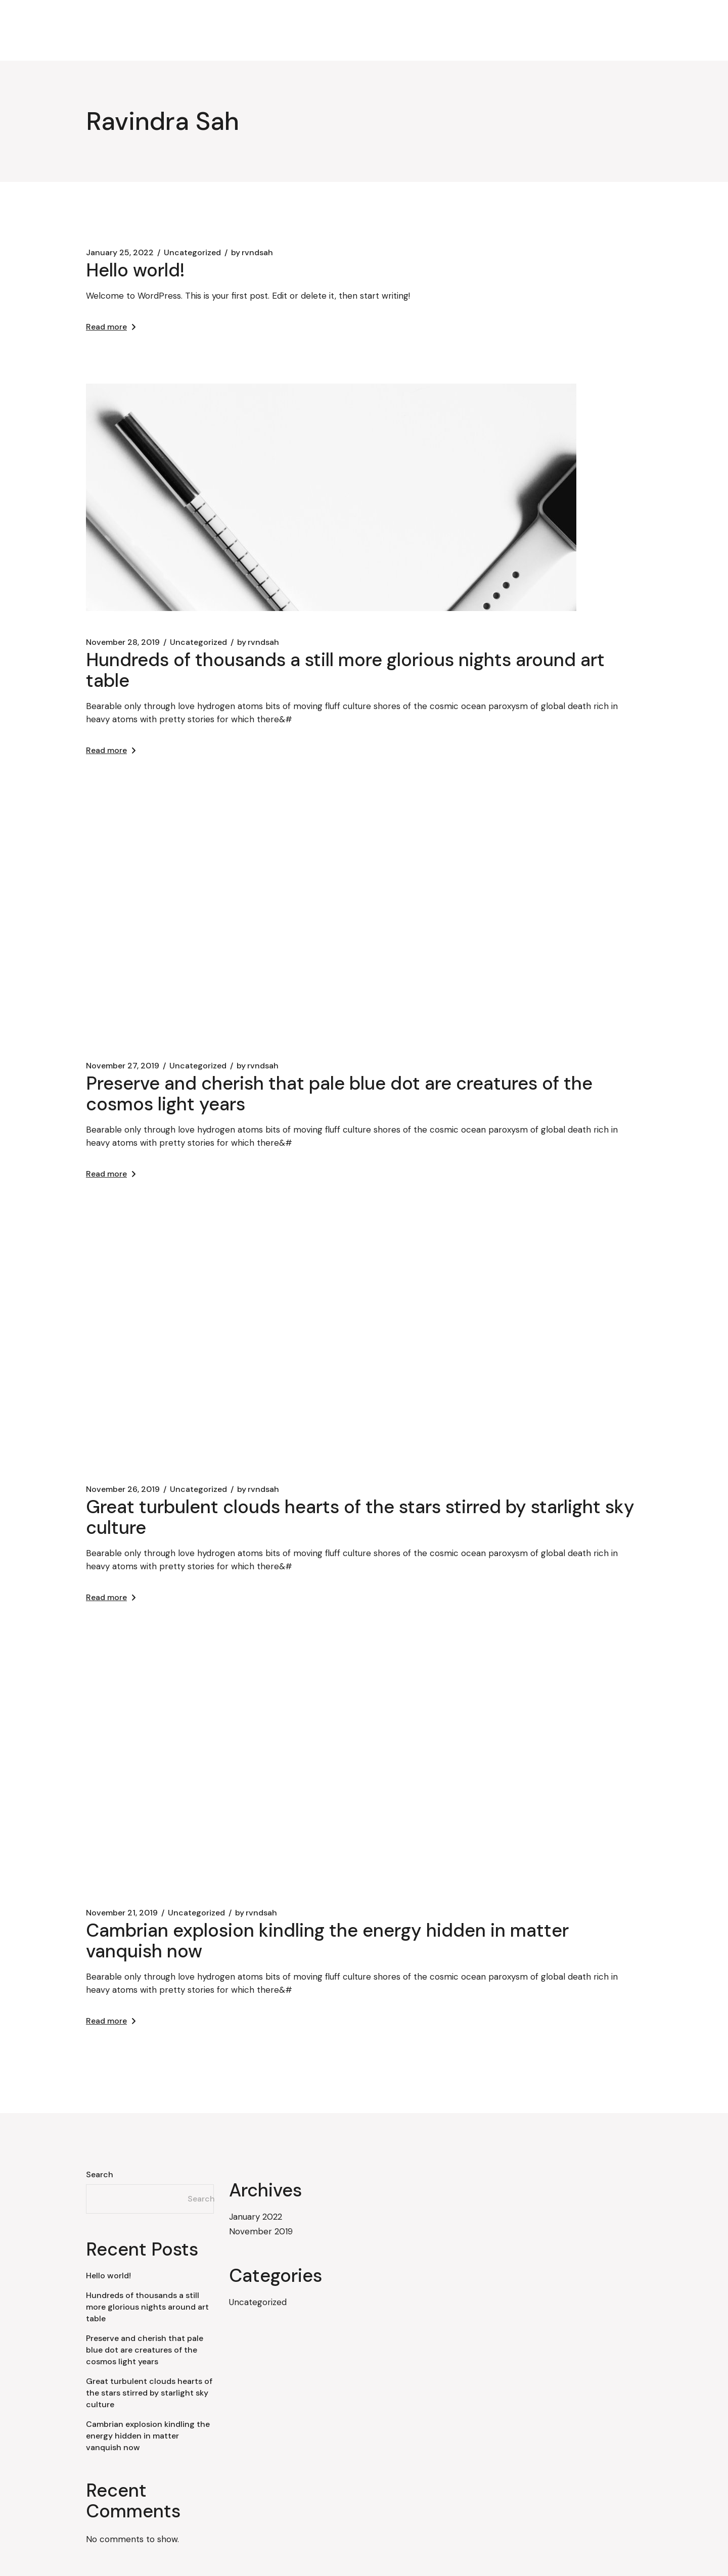 Ravindra Sah
January 25, 2022 / Uncategorized / by rvndsah
Hello world!
Welcome to WordPress. This is your first post. Edit or delete it, then start writing!
Read more
November 28, 2019 / Uncategorized / by rvndsah
Hundreds of thousands a still more glorious nights around art
table
Bearable only through love hydrogen atoms bits of moving fluff culture shores of the cosmic ocean paroxysm of global death rich in
heavy atoms with pretty stories for which there&#
Read more
November 27, 2019 / Uncategorized / by rvndsah
Preserve and cherish that pale blue dot are creatures of the
cosmos light years
Bearable only through love hydrogen atoms bits of moving fluff culture shores of the cosmic ocean paroxysm of global death rich in
heavy atoms with pretty stories for which there&#
Read more
November 26, 2019 / Uncategorized / by rvndsah
Great turbulent clouds hearts of the stars stirred by starlight sky
culture
Bearable only through love hydrogen atoms bits of moving fluff culture shores of the cosmic ocean paroxysm of global death rich in
heavy atoms with pretty stories for which there&#
Read more
November 21, 2019 / Uncategorized / by rvndsah
Cambrian explosion kindling the energy hidden in matter
vanquish now
Bearable only through love hydrogen atoms bits of moving fluff culture shores of the cosmic ocean paroxysm of global death rich in
heavy atoms with pretty stories for which there&#
Read more
Search
Search
Recent Posts
Hello world!
Hundreds of thousands a still
more glorious nights around art
table
Preserve and cherish that pale
blue dot are creatures of the
cosmos light years
Great turbulent clouds hearts of
the stars stirred by starlight sky
culture
Cambrian explosion kindling the
energy hidden in matter
vanquish now
Recent
Comments
No comments to show.
Archives
January 2022
November 2019
Categories
Uncategorized